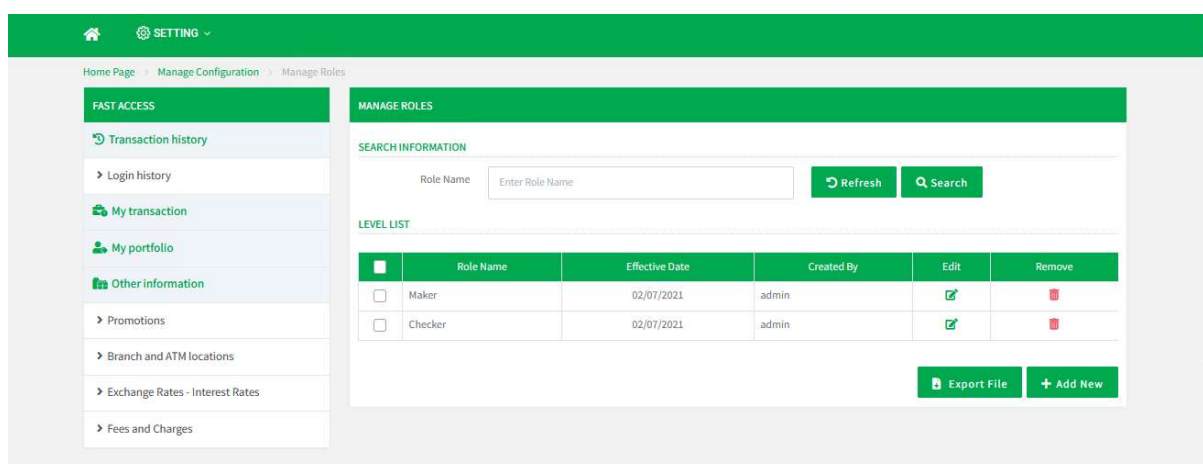 SETTING
Home Page > Manage Configuration > Manage Roles
FAST ACCESS
Transaction history
Login history
My transaction
My portfolio
Other information
Promotions
Branch and ATM locations
Exchange Rates - Interest Rates
Fees and Charges
MANAGE ROLES
SEARCH INFORMATION
Role Name Enter Role Name Refresh Search
LEVEL LIST
Role Name Effective Date Created By Edit Remove
Maker 02/07/2021 admin
Checker 02/07/2021 admin
Export File + Add New